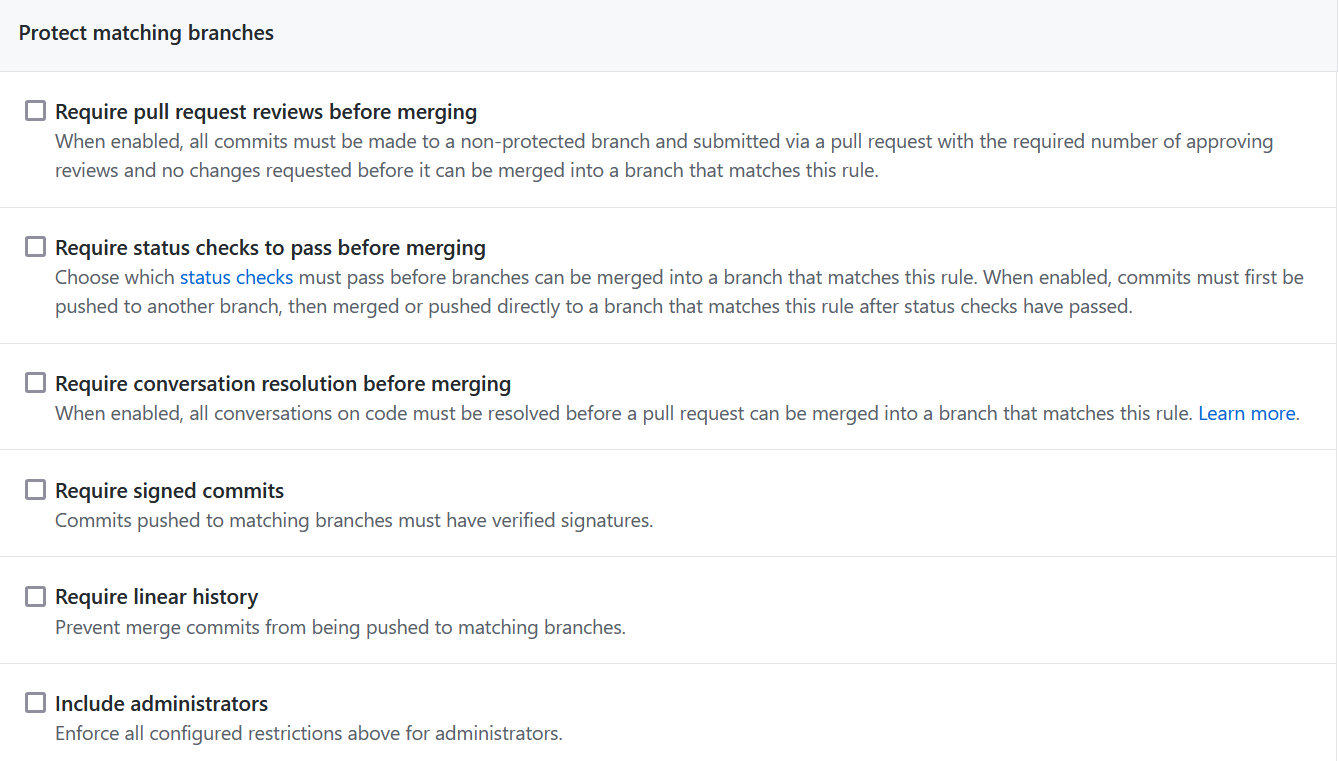 Protect matching branches
Require pull request reviews before merging
When enabled, all commits must be made to a non-protected branch and submitted via a pull request with the required number of approving
reviews and no changes requested before it can be merged into a branch that matches this rule.
Require status checks to pass before merging
Choose which status checks must pass before branches can be merged into a branch that matches this rule. When enabled, commits must first be
pushed to another branch, then merged or pushed directly to a branch that matches this rule after status checks have passed.
Require conversation resolution before merging
When enabled, all conversations on code must be resolved before a pull request can be merged into a branch that matches this rule. Learn more.
Require signed commits
Commits pushed to matching branches must have verified signatures.
Require linear history
Prevent merge commits from being pushed to matching branches.
Include administrators
Enforce all configured restrictions above for administrators.